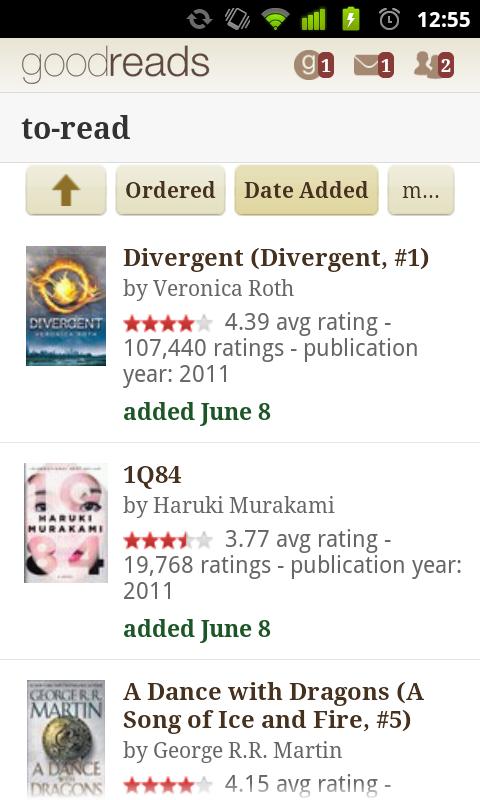 12:55
goodreads
g 1 1 2
to-read
Ordered Date Added m...
DIVERGENT
VERONICA ROTH
Divergent (Divergent, #1)
by Veronica Roth
4.39 avg rating -
107,440 ratings - publication
year: 2011
added June 8
1Q84
HARUKI
MURAKAMI
1Q84
by Haruki Murakami
3.77 avg rating -
19,768 ratings - publication year:
2011
added June 8
GEORGE R.R.
MARTIN
A DANCE
WITH
DRAGONS
A Dance with Dragons (A
Song of Ice and Fire, #5)
by George R.R. Martin
4.15 avg rating -